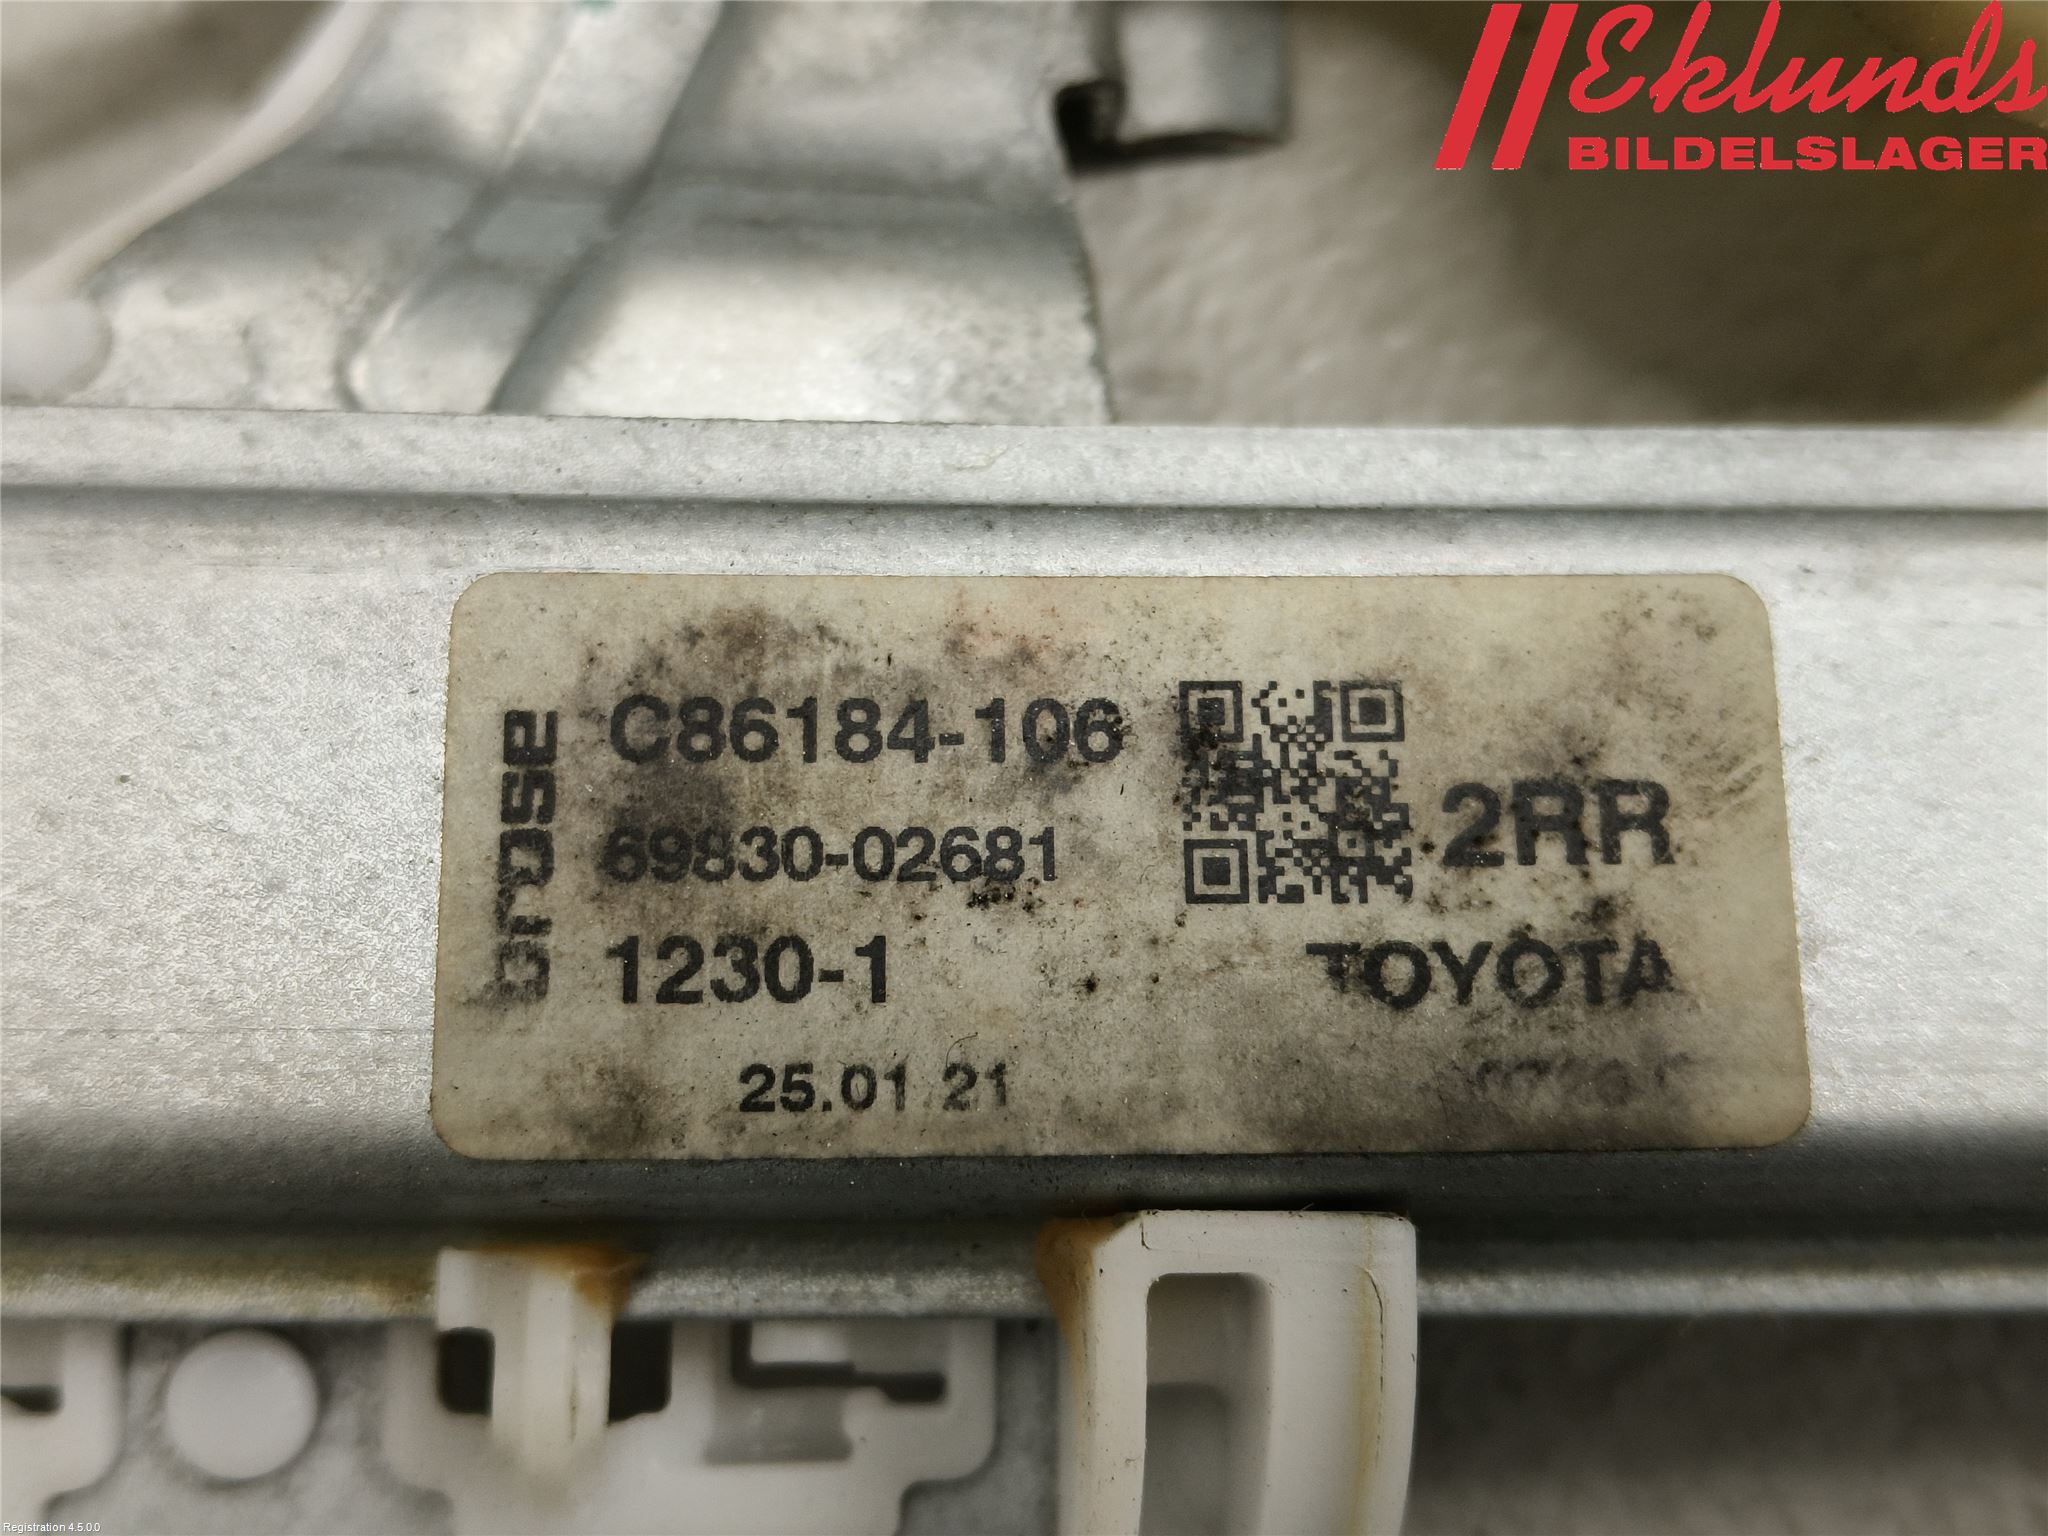 Eklunds
BILDELSLAGER
brose
C86184-106
69830-02681
2RR
1230-1
TOYOTA
25.01.21
Registration 4.5.0.0